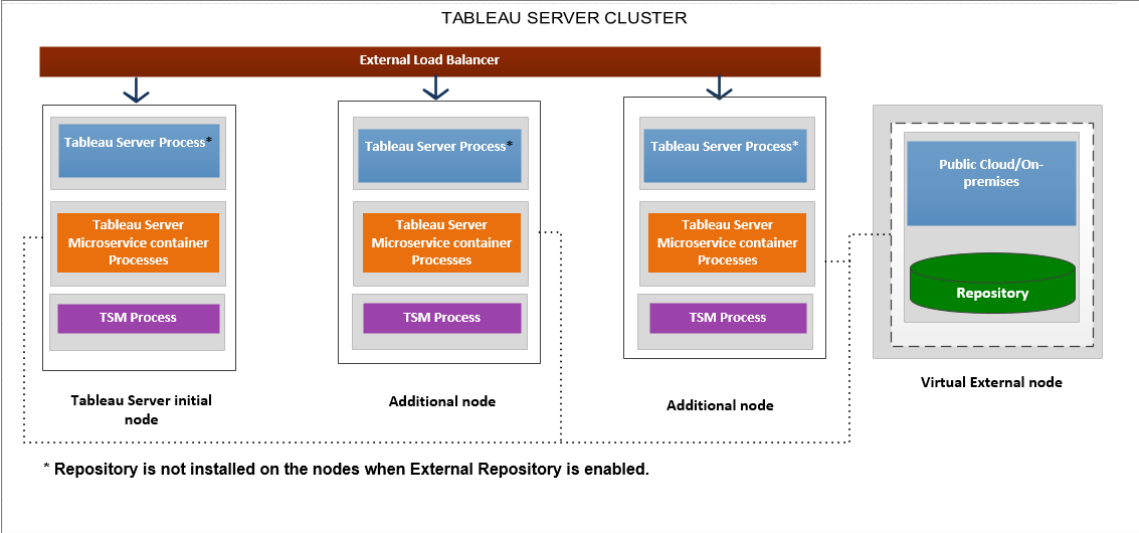 TABLEAU SERVER CLUSTER
External Load Balancer
Tableau Server Process*
Tableau Server
Microservice container
Processes
TSM Process
Tableau Server initial
node
Tableau Server Process*
Tableau Server
Microservice container
Processes
TSM Process
Additional node
Tableau Server Process*
Tableau Server
Microservice container
Processes
TSM Process
Additional node
Public Cloud/On-
premises
Repository
Virtual External node
* Repository is not installed on the nodes when External Repository is enabled.